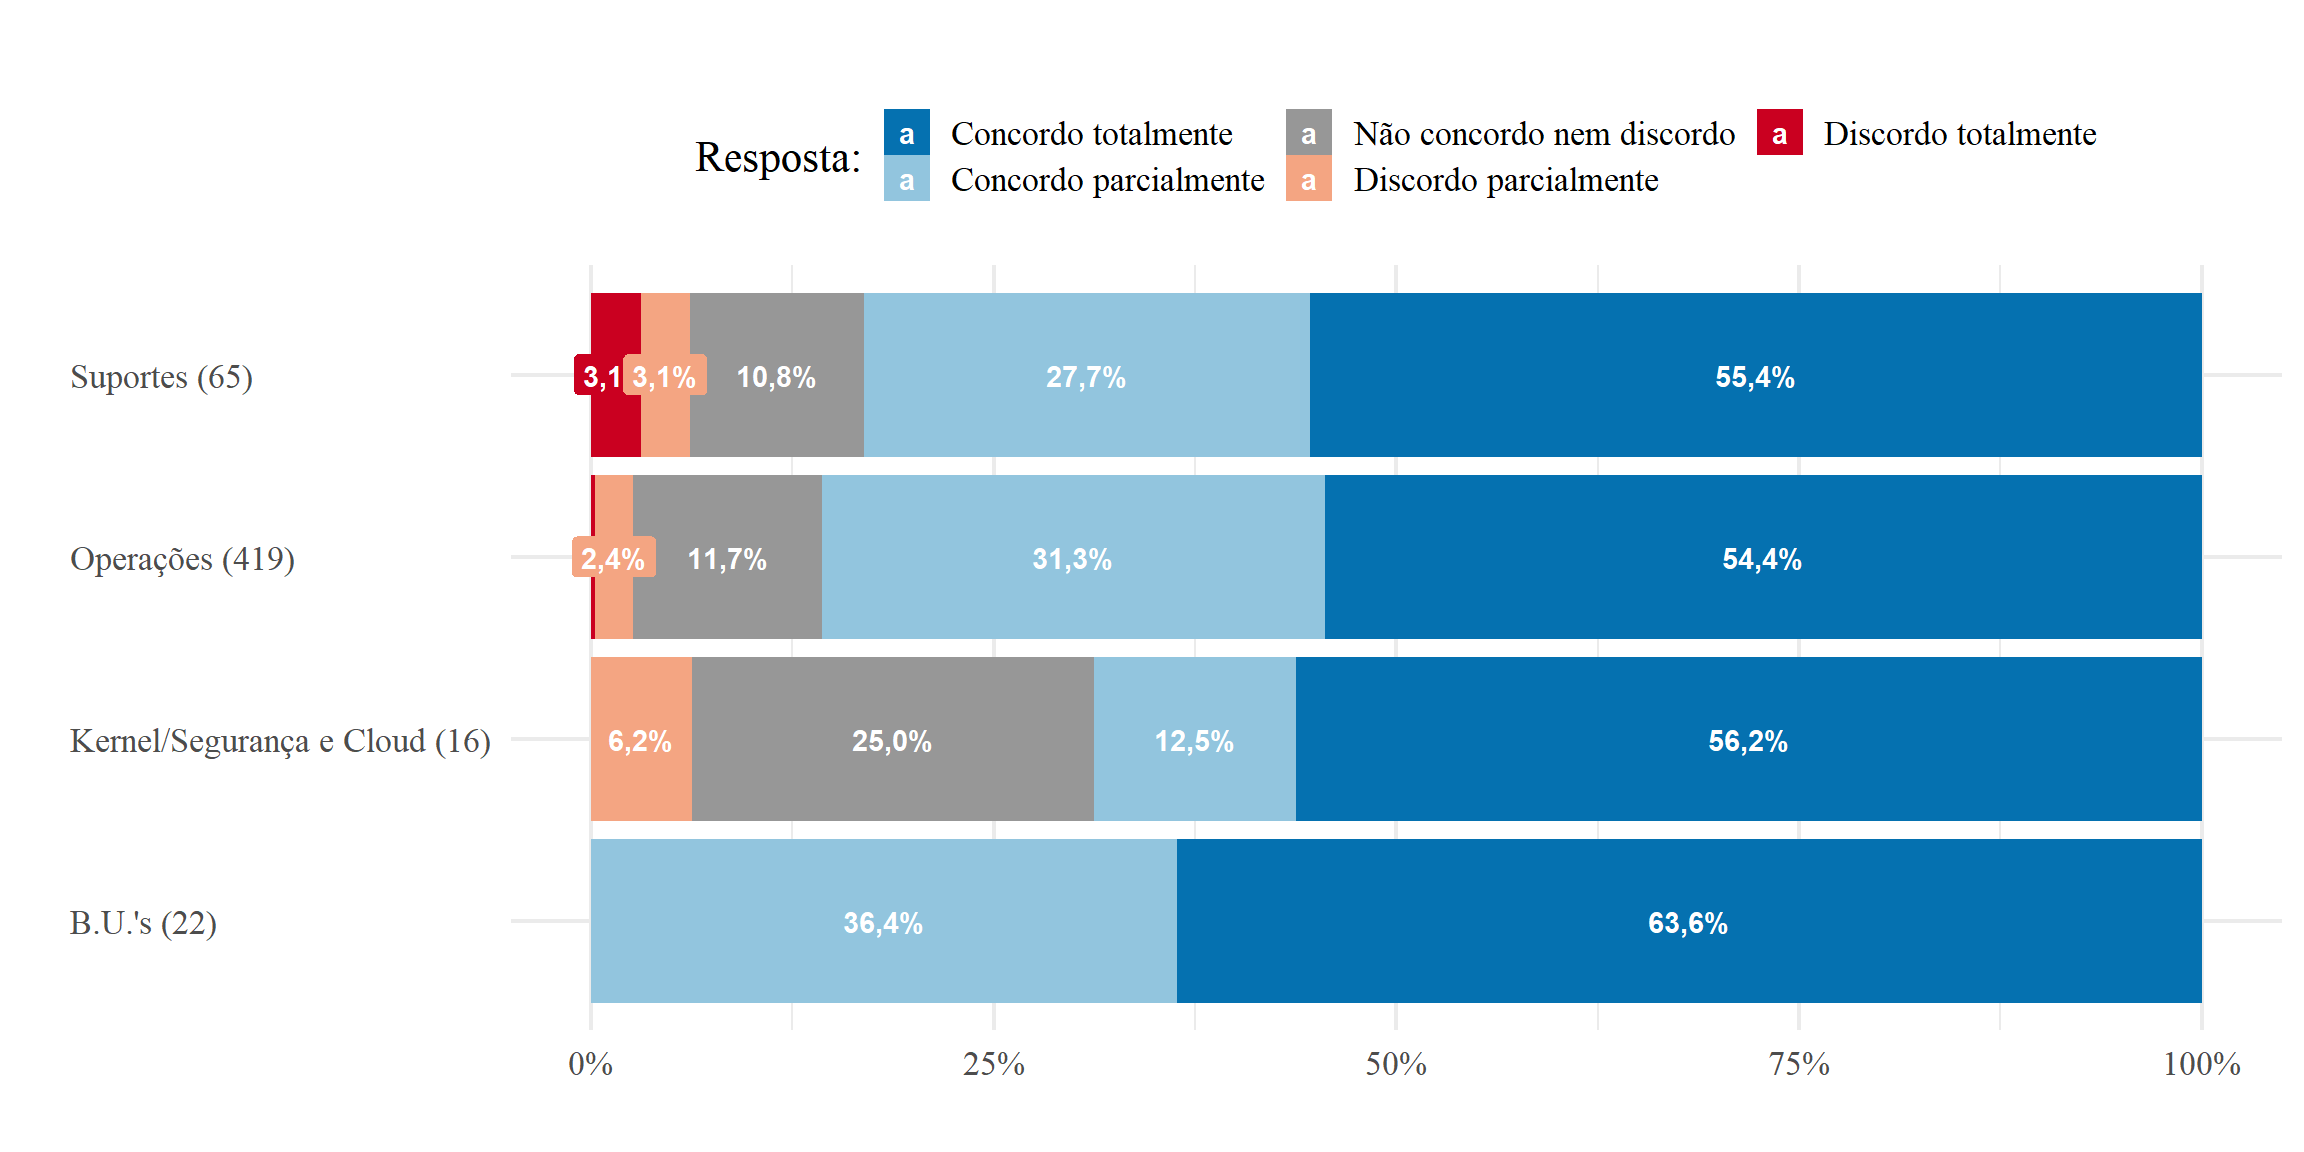 Resposta:
a Concordo totalmente a Não concordo nem discordo a Discordo totalmente
a Concordo parcialmente a Discordo parcialmente
Suportes (65) 3,1 3,1% 10,8% 27,7% 55,4%
Operações (419) 2,4% 11,7% 31,3% 54,4%
Kernel/Segurança e Cloud (16) 6,2% 25,0% 12,5% 56,2%
B.U.'s (22) 36,4% 63,6%
0% 25% 50% 75% 100%